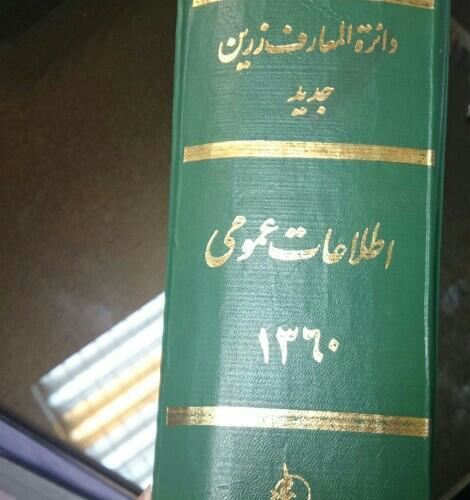 دائرة المعارف زرین
جدید
اطلاعات عمومی
۱۳۶۰